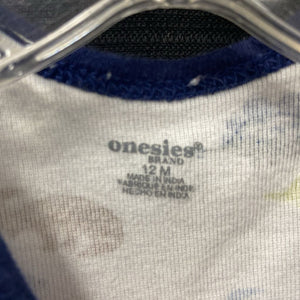 onesies®
BRAND
12 M
MADE IN INDIA
FABRIQUE EN INDE
HECHO EN INDIA